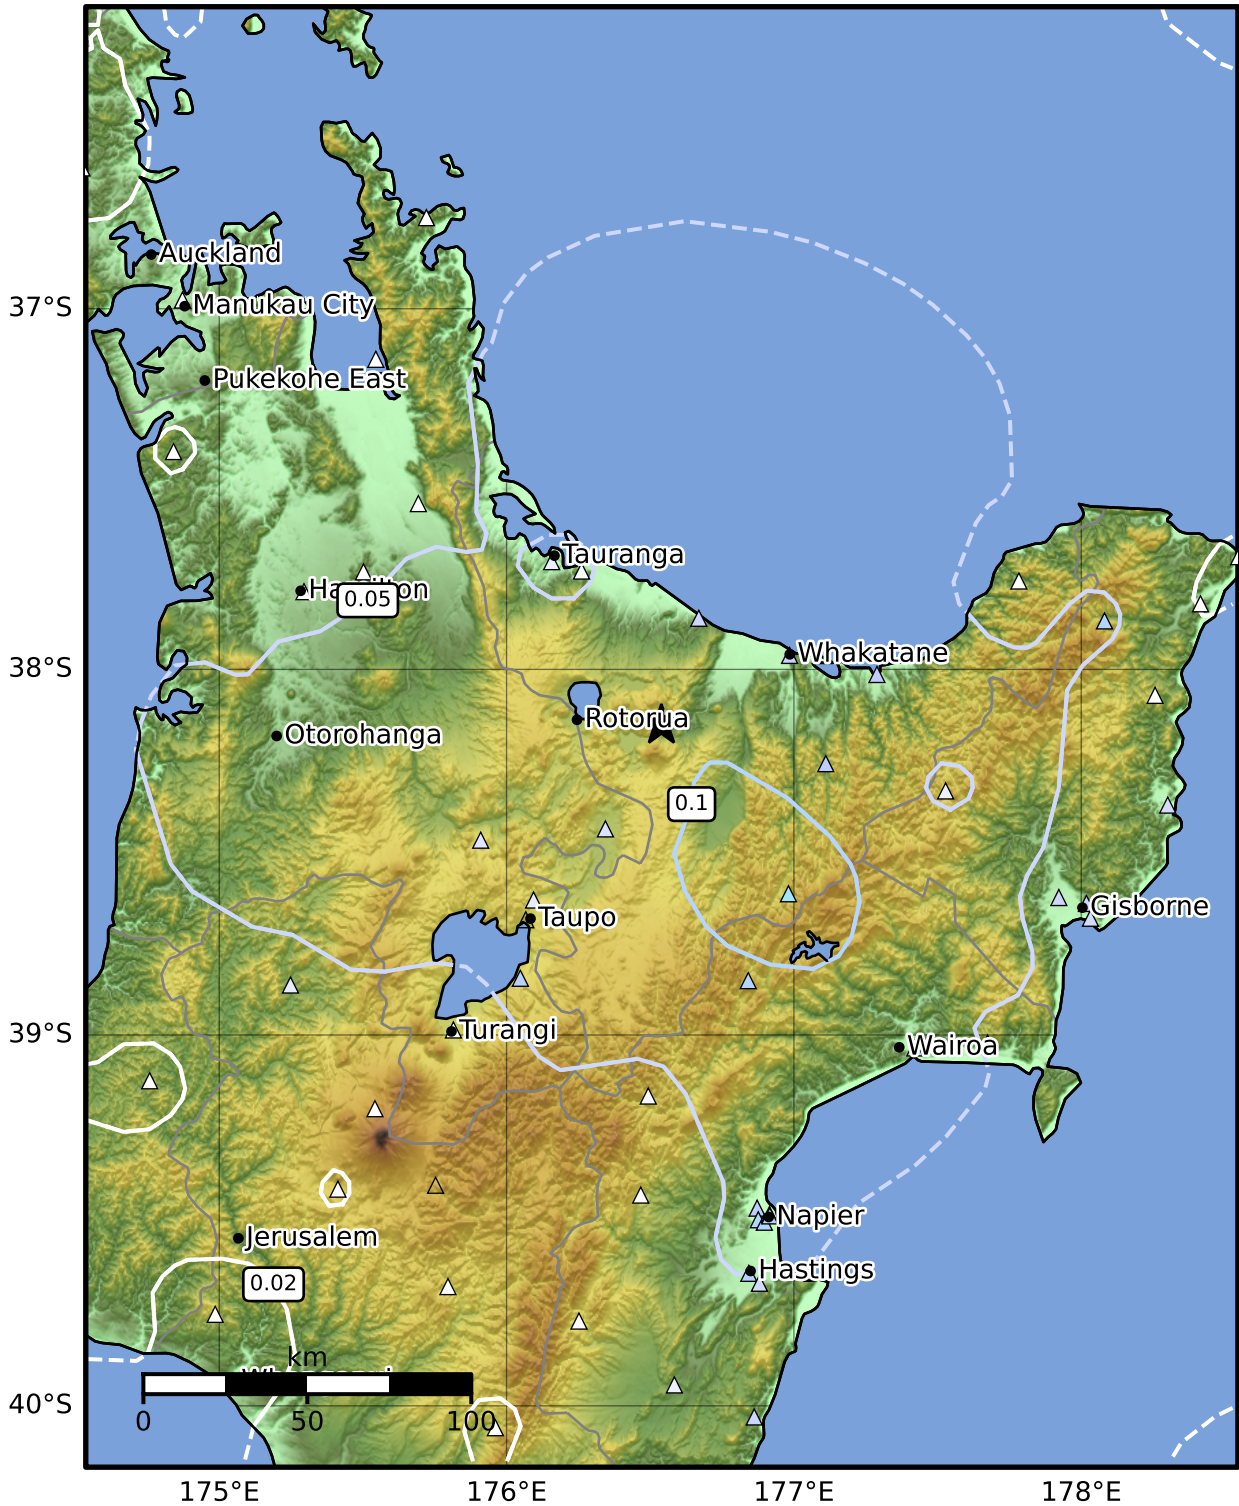 Auckland
37°S
Manukau City
Pukekohe East
Tauranga
Hamilton
0.05
Whakatane
38°S
Rotorua
Otorohanga
0.1
Gisborne
Taupo
Turangi
39°S
Wairoa
Napier
Jerusalem
Hastings
0.02
km
0
50
100
40°S
175°E
176°E
177°E
178°E